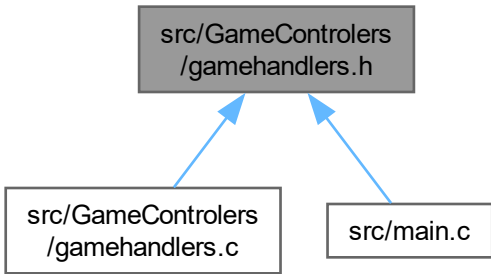 src/GameControlers
/gamehandlers.h
src/GameControlers
/gamehandlers.c
src/main.c